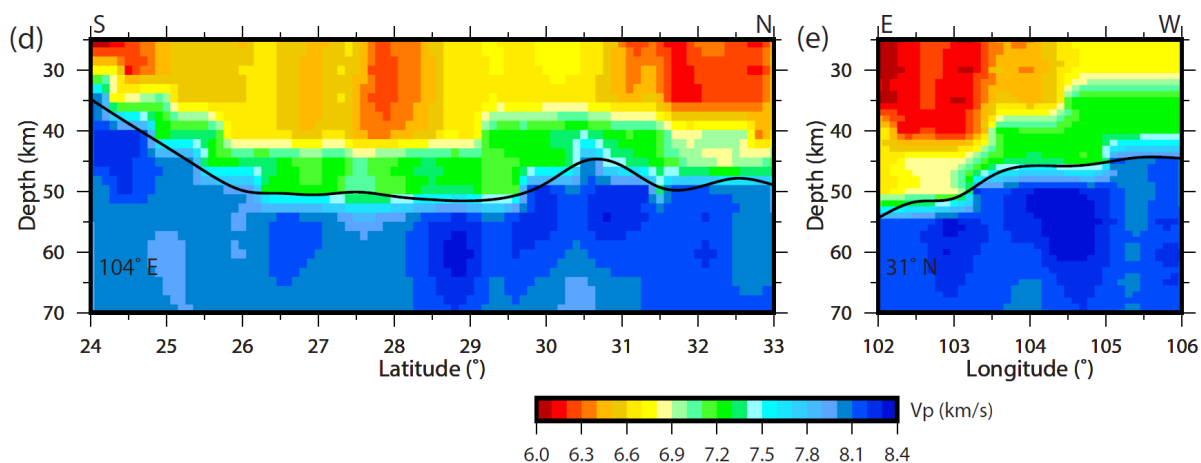 S N E W
(d) (e)
30 30
40 40
50 50
60 60
70 70
Depth (km) Depth (km)
104° E 31° N
24 25 26 27 28 29 30 31 32 33 102 103 104 105 106
Latitude (°) Longitude (°)
Vp (km/s)
6.0 6.3 6.6 6.9 7.2 7.5 7.8 8.1 8.4